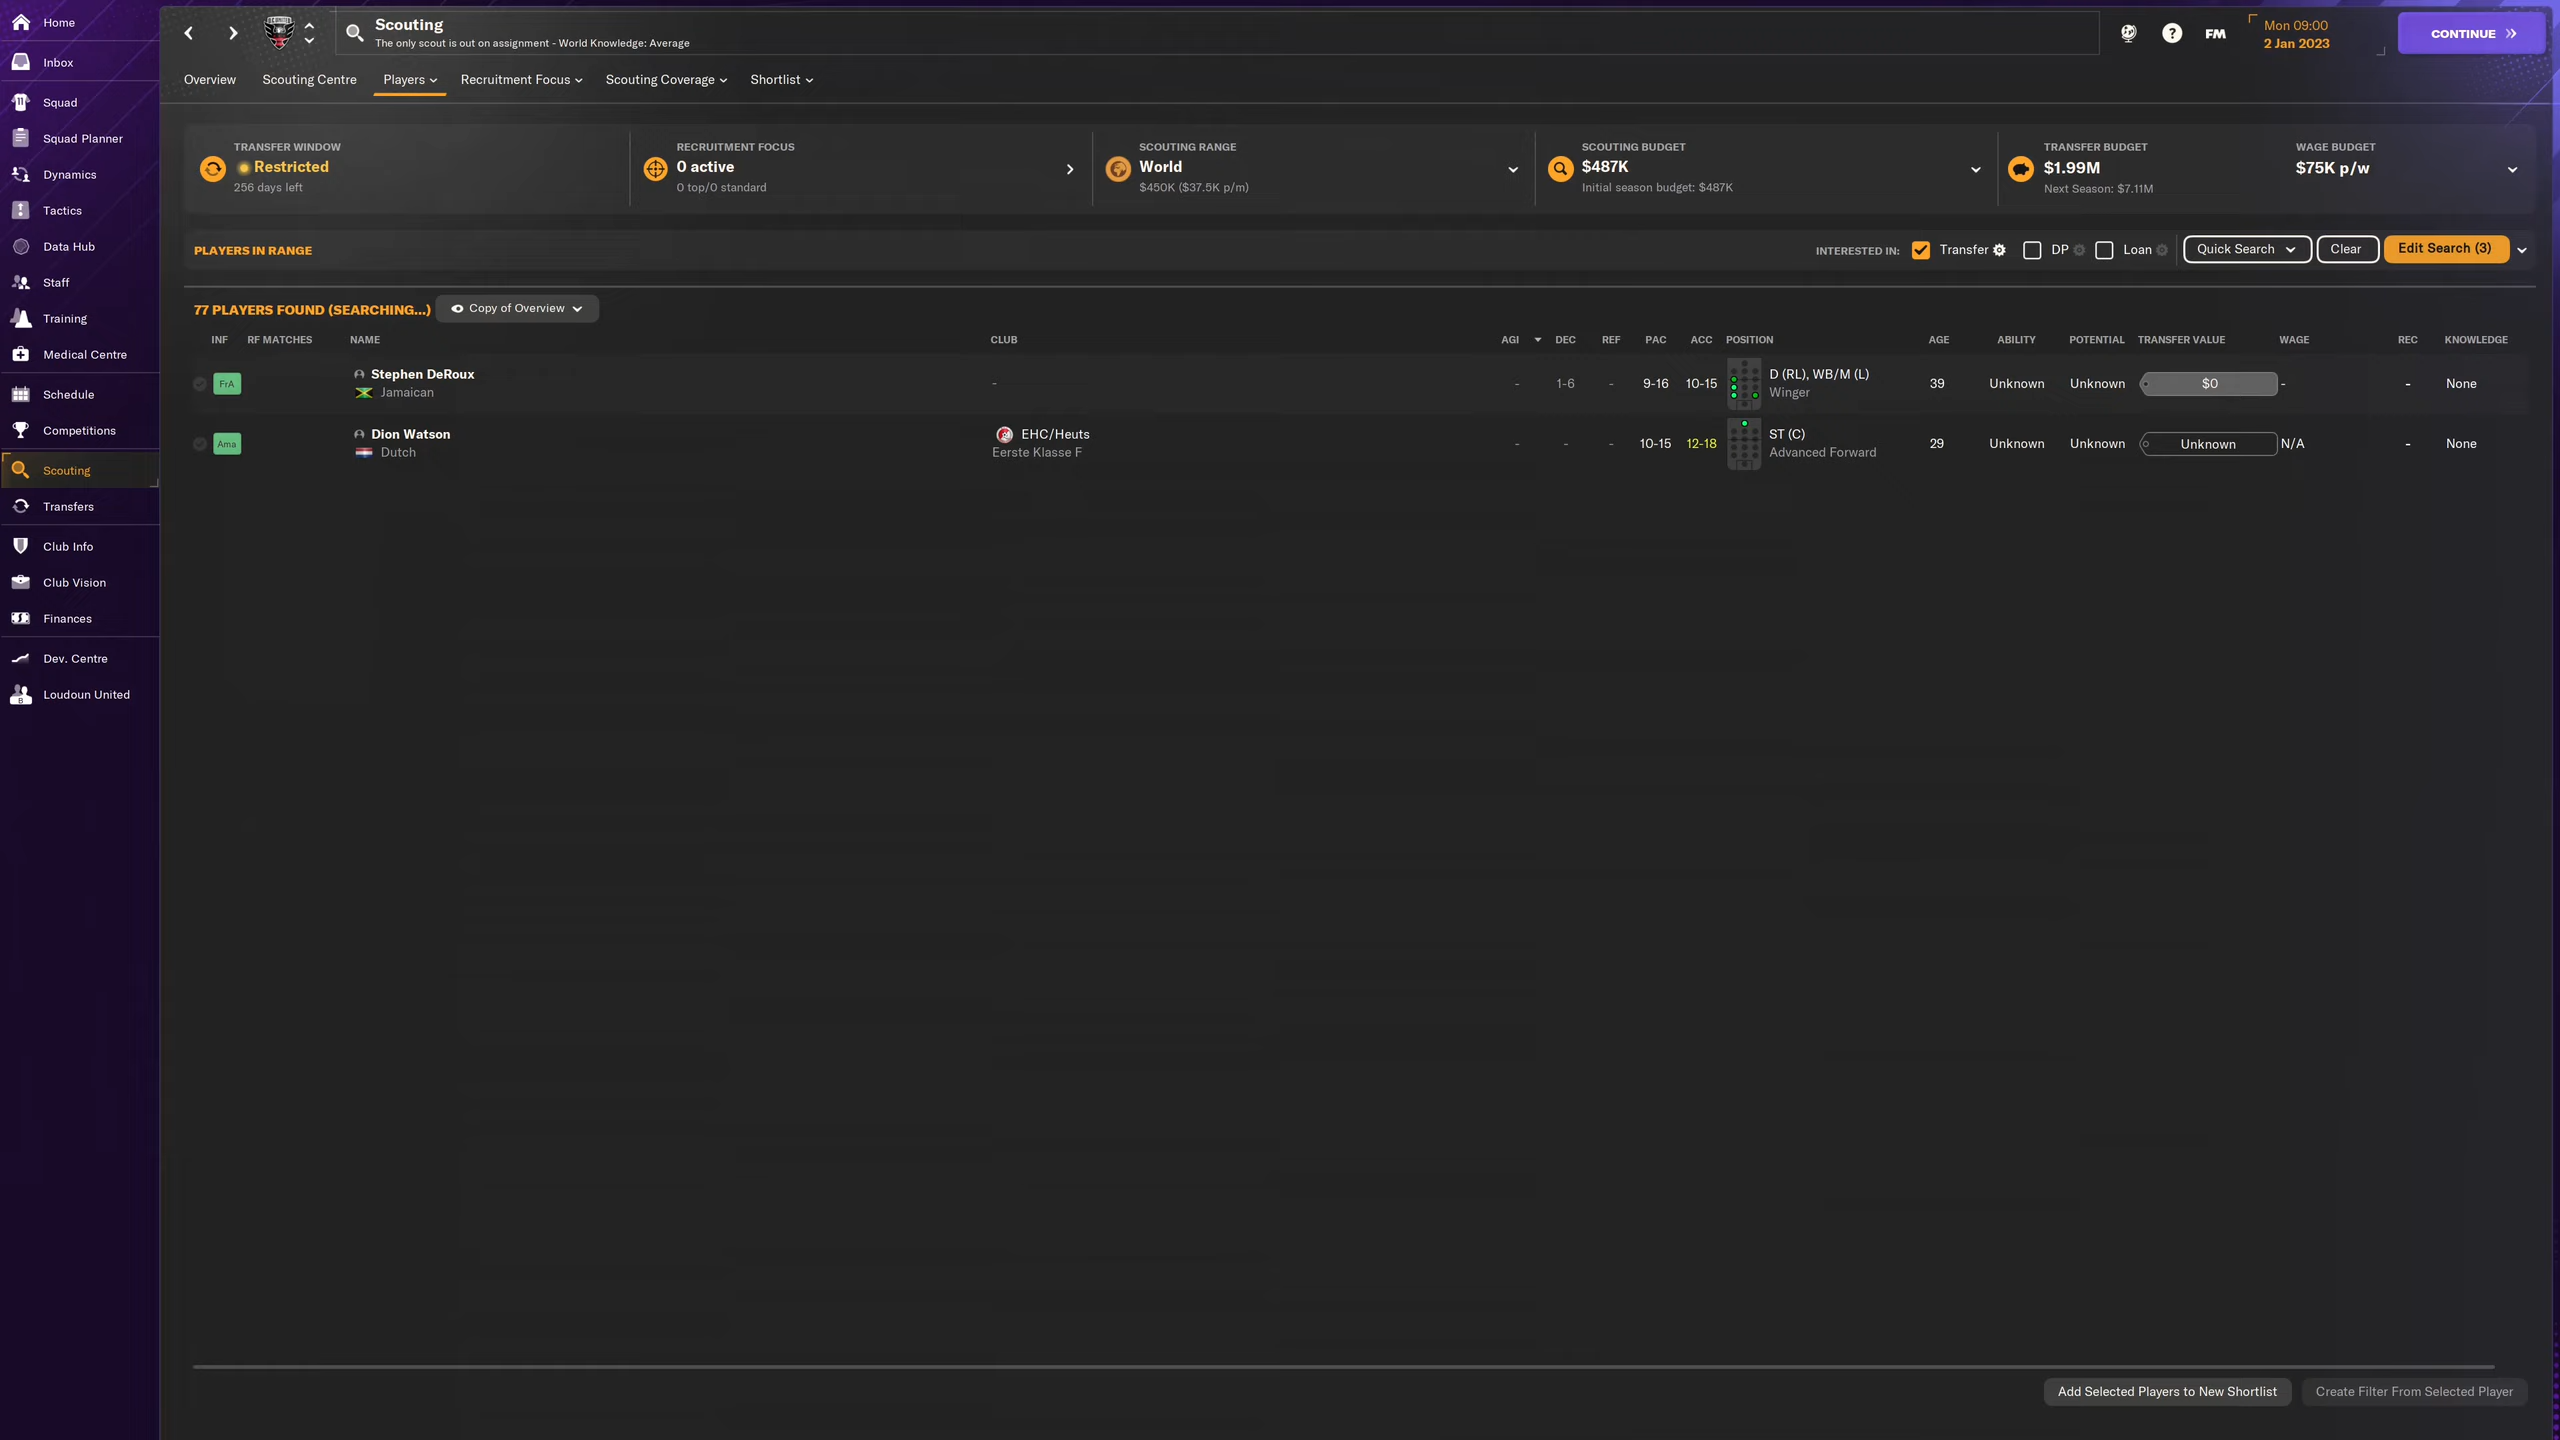 Home
Inbox
Squad
Squad Planner
Dynamics
Tactics
Data Hub
Staff
Training
Medical Centre
Schedule
Competitions
Scouting
Transfers
Club Info
Club Vision
Finances
Dev. Centre
Loudoun United
Scouting
The only scout is out on assignment - World Knowledge: Average
FM
Mon 09:00
2 Jan 2023
CONTINUE
Overview Scouting Centre Players Recruitment Focus Scouting Coverage Shortlist
TRANSFER WINDOW
Restricted
256 days left
RECRUITMENT FOCUS
0 active
0 top/0 standard
SCOUTING RANGE
World
$450K ($37.5K p/m)
SCOUTING BUDGET
$487K
Initial season budget: $487K
TRANSFER BUDGET
$1.99M
Next Season: $7.11M
WAGE BUDGET
$75K p/w
PLAYERS IN RANGE
INTERESTED IN: Transfer DP Loan Quick Search Clear Edit Search (3)
77 PLAYERS FOUND (SEARCHING...) Copy of Overview
INF RF MATCHES NAME CLUB AGI DEC REF PAC ACC POSITION AGE ABILITY POTENTIAL TRANSFER VALUE WAGE REC KNOWLEDGE
FrA Stephen DeRoux - - 1-6 - 9-16 10-15 D (RL), WB/M (L) 39 Unknown Unknown $0 - - None
Jamaican Winger
Ama Dion Watson EHC/Heuts - - - 10-15 12-18 ST (C) 29 Unknown Unknown Unknown N/A - None
Dutch Eerste Klasse F Advanced Forward
Add Selected Players to New Shortlist Create Filter From Selected Player